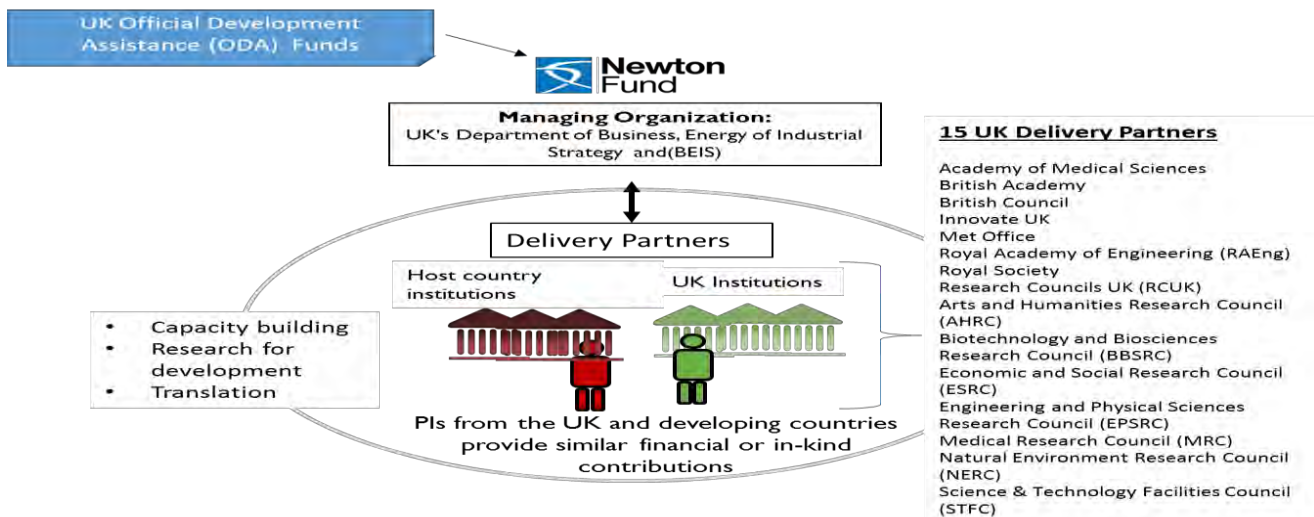 UK Official Development
Assistance (ODA) Funds
Newton
Fund
Managing Organization:
UK's Department of Business, Energy of Industrial
Strategy and(BEIS)
Delivery Partners
Host country
institutions
UK Institutions
• Capacity building
• Research for
development
• Translation
PIs from the UK and developing countries
provide similar financial or in-kind
contributions
15 UK Delivery Partners
Academy of Medical Sciences
British Academy
British Council
Innovate UK
Met Office
Royal Academy of Engineering (RAEng)
Royal Society
Research Councils UK (RCUK)
Arts and Humanities Research Council
(AHRC)
Biotechnology and Biosciences
Research Council (BBSRC)
Economic and Social Research Council
(ESRC)
Engineering and Physical Sciences
Research Council (EPSRC)
Medical Research Council (MRC)
Natural Environment Research Council
(NERC)
Science & Technology Facilities Council
(STFC)